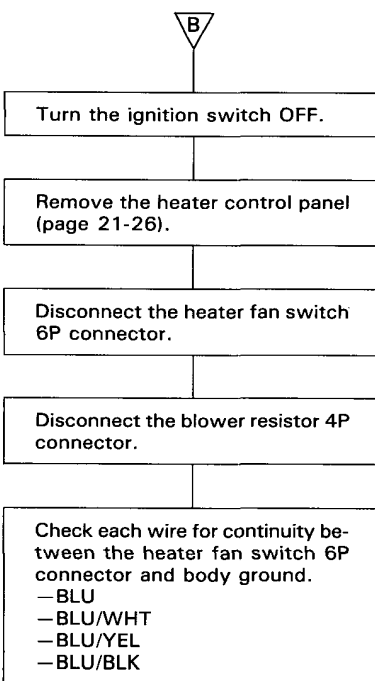 B
Turn the ignition switch OFF.
Remove the heater control panel
(page 21-26).
Disconnect the heater fan switch
6P connector.
Disconnect the blower resistor 4P
connector.
Check each wire for continuity be-
tween the heater fan switch 6P
connector and body ground.
—BLU
—BLU/WHT
—BLU/YEL
—BLU/BLK